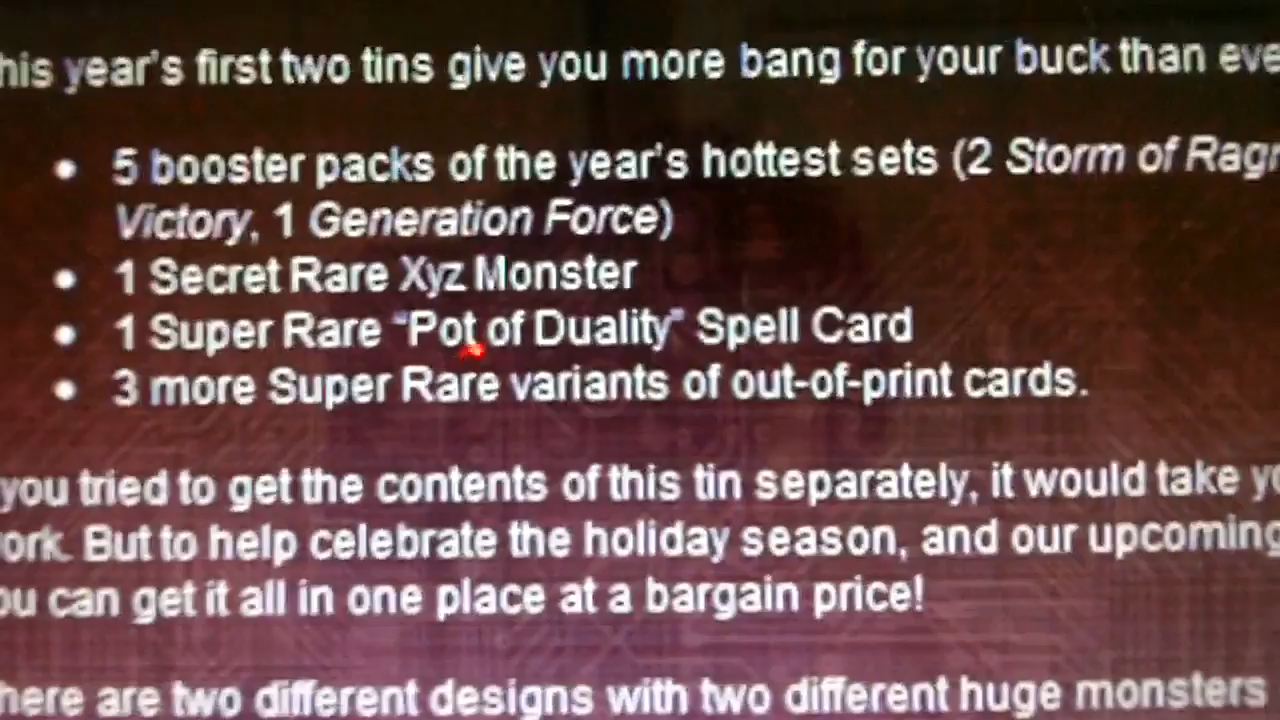 his year's first two tins give you more bang for your buck than eve
5 booster packs of the year's hottest sets (2 Storm of Ragn
Victory, 1 Generation Force)
1 Secret Rare Xyz Monster
1 Super Rare "Pot of Duality" Spell Card
3 more Super Rare variants of out-of-print cards.
you tried to get the contents of this tin separately, it would take yo
ork. But to help celebrate the holiday season, and our upcoming
ou can get it all in one place at a bargain price!
here are two different designs with two different huge monsters